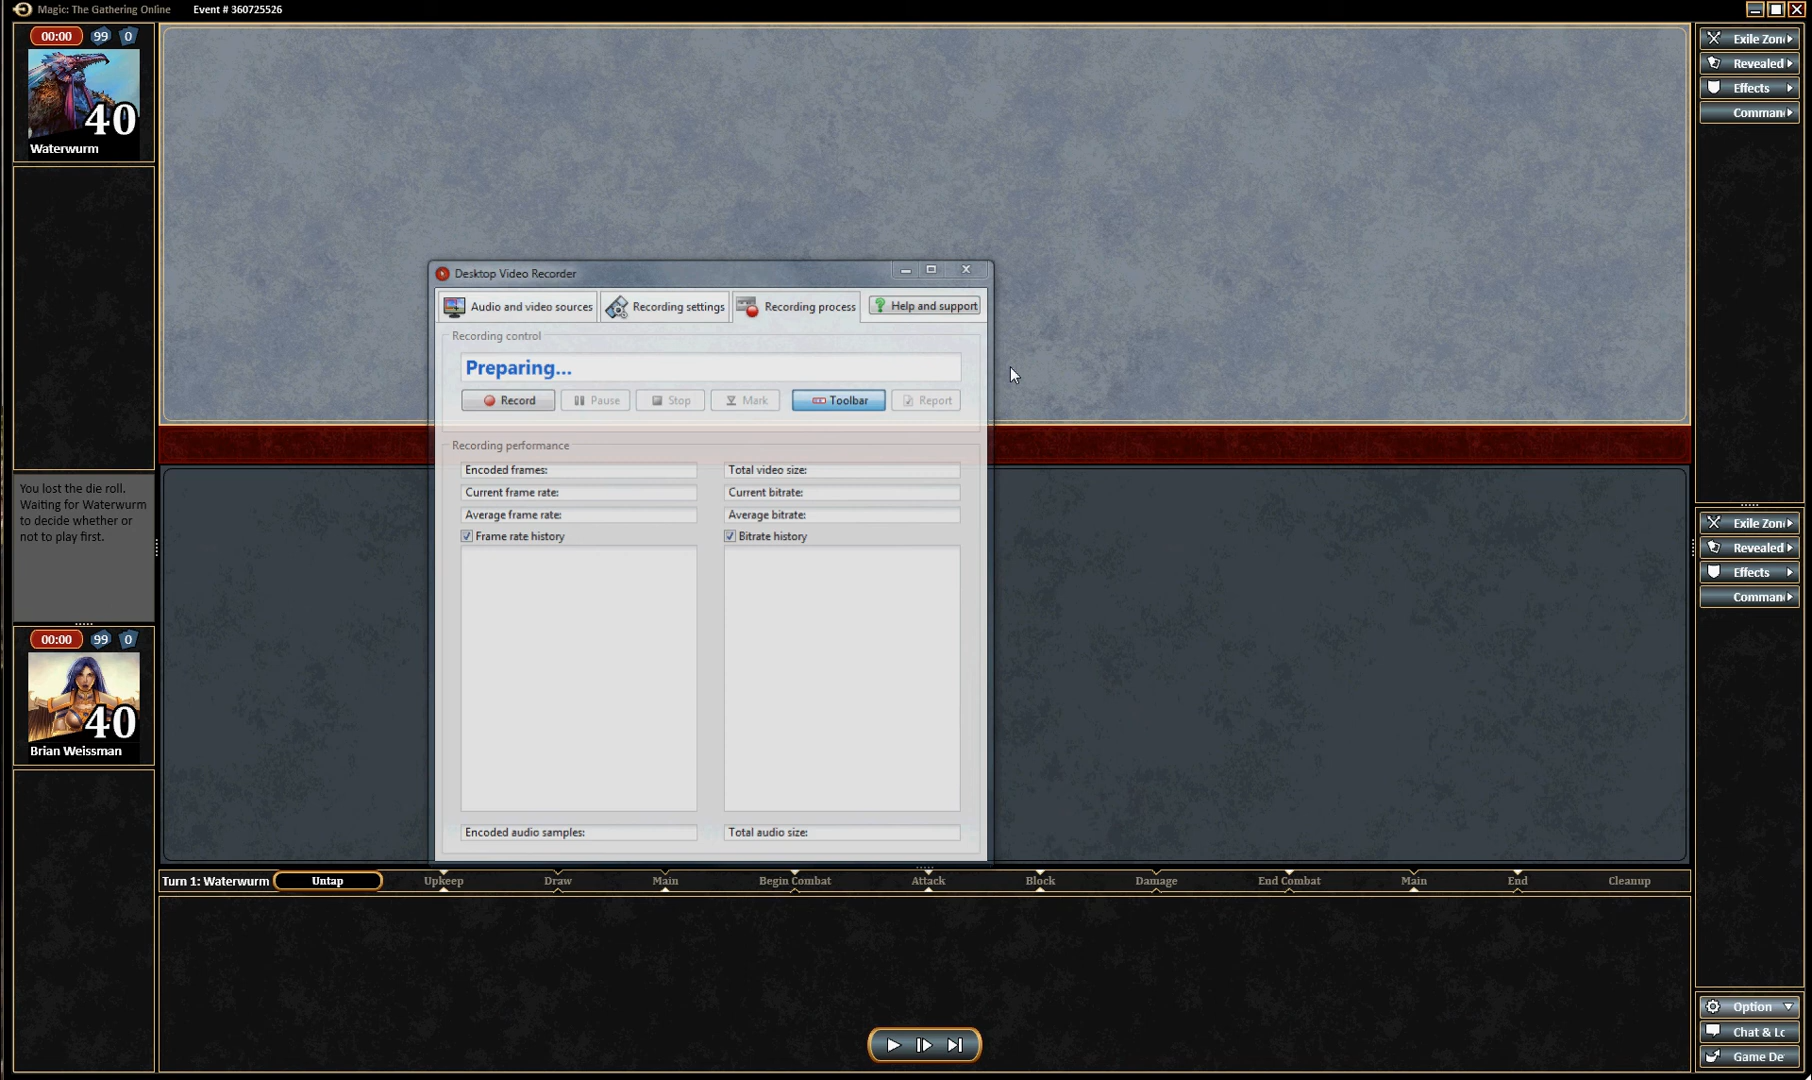 Magic: The Gathering Online
Event # 360725526
00:00 99 0
40
Waterwurm
Exile Zon
Revealed
Effects
Comman
Desktop Video Recorder
Audio and video sources
Recording settings
Recording process
Help and support
Recording control
Preparing...
Record
Pause
Stop
Mark
Toolbar
Report
Recording performance
Encoded frames:
Total video size:
Current frame rate:
Current bitrate:
Average frame rate:
Average bitrate:
Frame rate history
Bitrate history
Encoded audio samples:
Total audio size:
You lost the die roll.
Waiting for Waterwurm
to decide whether or
not to play first.
00:00 99 0
40
Brian Weissman
Exile Zon
Revealed
Effects
Comman
Turn 1: Waterwurm
Untap
Upkeep
Draw
Main
Begin Combat
Attack
Block
Damage
End Combat
Main
End
Cleanup
Option
Chat & Lo
Game De